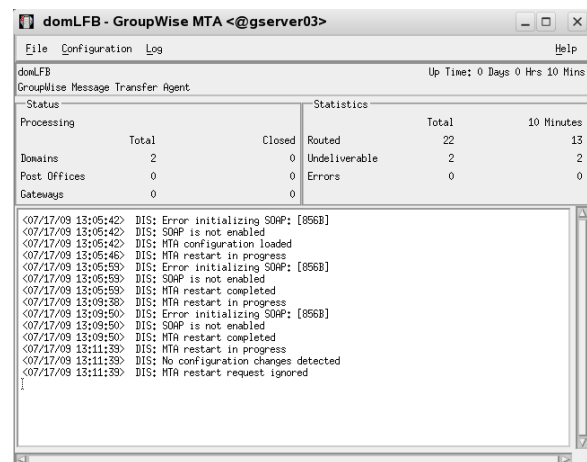 domLFB - GroupWise MTA <@gserver03>
File Configuration Log Help
domLFB Up Time: 0 Days 0 Hrs 10 Mins
GroupWise Message Transfer Agent
Status Statistics
Processing Total 10 Minutes
Total Closed Routed 22 13
Domains 2 0 Undeliverable 2 2
Post Offices 0 0 Errors 0 0
Gateways 0 0
<07/17/09 13:05:42> DIS: Error initializing SOAP: [856B]
<07/17/09 13:05:42> DIS: SOAP is not enabled
<07/17/09 13:05:42> DIS: MTA configuration loaded
<07/17/09 13:05:46> DIS: MTA restart in progress
<07/17/09 13:05:59> DIS: Error initializing SOAP: [856B]
<07/17/09 13:05:59> DIS: SOAP is not enabled
<07/17/09 13:05:59> DIS: MTA restart completed
<07/17/09 13:09:38> DIS: MTA restart in progress
<07/17/09 13:09:50> DIS: Error initializing SOAP: [856B]
<07/17/09 13:09:50> DIS: SOAP is not enabled
<07/17/09 13:09:50> DIS: MTA restart completed
<07/17/09 13:11:39> DIS: MTA restart in progress
<07/17/09 13:11:39> DIS: No configuration changes detected
<07/17/09 13:11:39> DIS: MTA restart request ignored